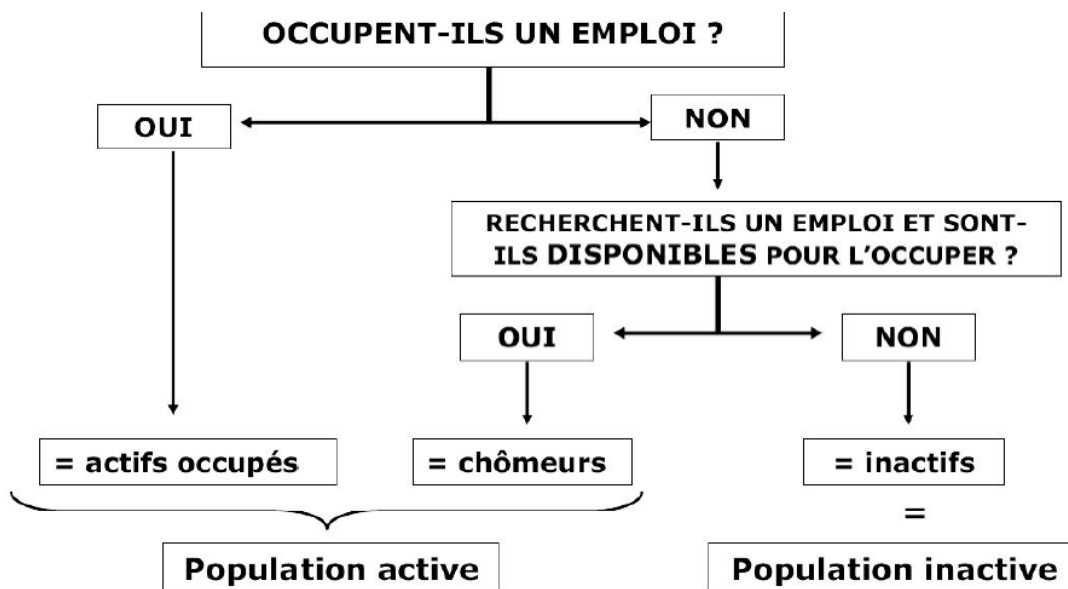 OCCUPENT-ILS UN EMPLOI ?
OUI
NON
RECHERCHENT-ILS UN EMPLOI ET SONT-
ILS DISPONIBLES POUR L'OCCUPER ?
OUI
NON
= actifs occupés
= chômeurs
= inactifs
=
Population active
Population inactive